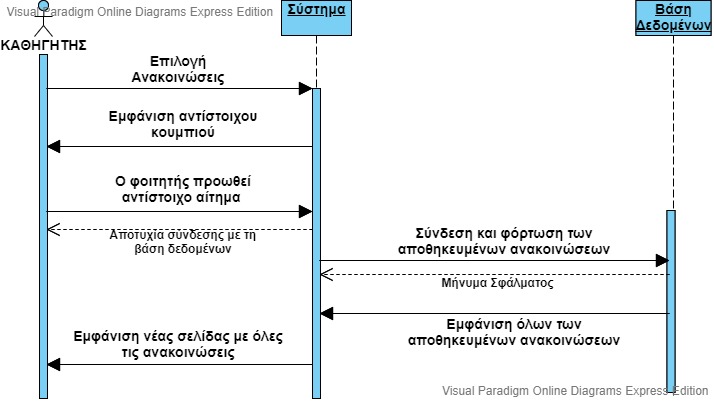 Visual Paradigm Online Diagrams Express Edition
Σύστημα
Βάση
Δεδομένων
ΚΑΘΗΓΗΤΗΣ
Επιλογή
Ανακοινώσεις
Εμφάνιση αντίστοιχου
κουμπιού
Ο φοιτητής προωθεί
αντίστοιχο αίτημα
Αποτυχία σύνδεσης με τη
βάση δεδομένων
Σύνδεση και φόρτωση των
αποθηκευμένων ανακοινώσεων
Μήνυμα Σφάλματος
Εμφάνιση όλων των
αποθηκευμένων ανακοινώσεων
Εμφάνιση νέας σελίδας με όλες
τις ανακοινώσεις
Visual Paradigm Online Diagrams Express Edition